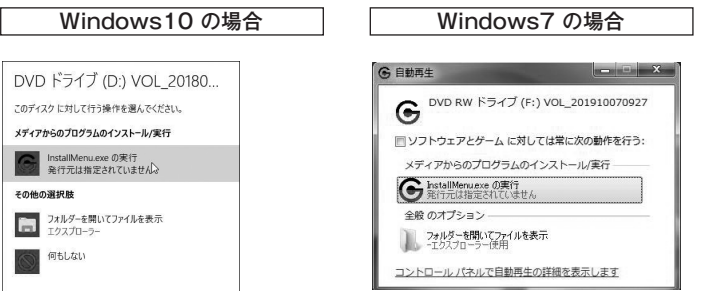 Windows10 の場合
DVD ドライブ (D:) VOL_20180...
このディスク に対して行う操作を選んでください。
メディアからのプログラムのインストール/実行
InstallMenu.exe の実行
発行元は指定されていません
その他の選択肢
フォルダーを開いてファイルを表示
エクスプローラー
何もしない
Windows7 の場合
自動再生
DVD RW ドライブ (F:) VOL_201910070927
ソフトウェアとゲーム に対しては常に次の動作を行う:
メディアからのプログラムのインストール/実行
InstallMenu.exe の実行
発行元は指定されていません
全般 のオプション
フォルダーを開いてファイルを表示
-エクスプローラー使用
コントロール パネルで自動再生の詳細を表示します